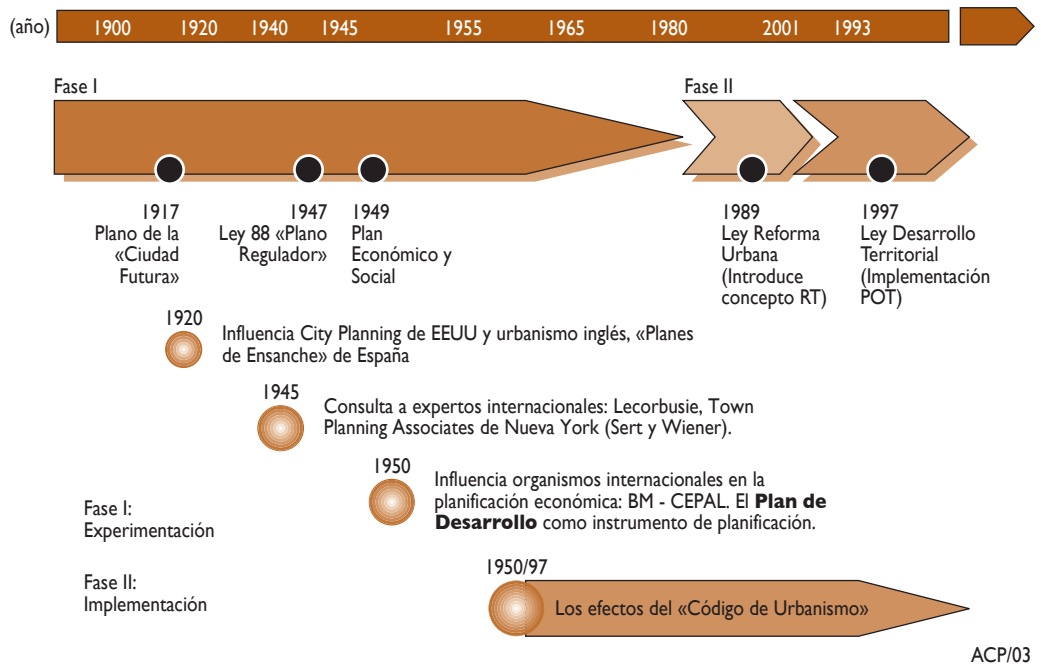 (año) 1900 1920 1940 1945 1955 1965 1980 2001 1993
Fase I
Fase II
1917
Plano de la
«Ciudad
Futura»
1947
Ley 88 «Plano
Regulador»
1949
Plan
Económico y
Social
1989
Ley Reforma
Urbana
(Introduce
concepto RT)
1997
Ley Desarrollo
Territorial
(Implementación
POT)
1920
Influencia City Planning de EEUU y urbanismo inglés, «Planes
de Ensanche» de España
1945
Consulta a expertos internacionales: Lecorbusie, Town
Planning Associates de Nueva York (Sert y Wiener).
1950
Influencia organismos internacionales en la
planificación económica: BM - CEPAL. El Plan de
Desarrollo como instrumento de planificación.
Fase I:
Experimentación
1950/97
Fase II:
Implementación
Los efectos del «Código de Urbanismo»
ACP/03